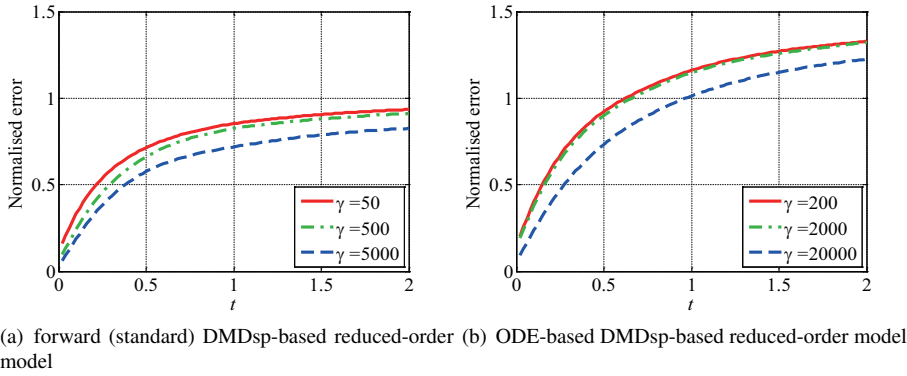 1.5
1
0.5
0
Normalised error
0 0.5 1 1.5 2
t
γ =50
γ =500
γ =5000
1.5
1
0.5
0
Normalised error
0 0.5 1 1.5 2
t
γ =200
γ =2000
γ =20000
(a) forward (standard) DMDsp-based reduced-order
model
(b) ODE-based DMDsp-based reduced-order model